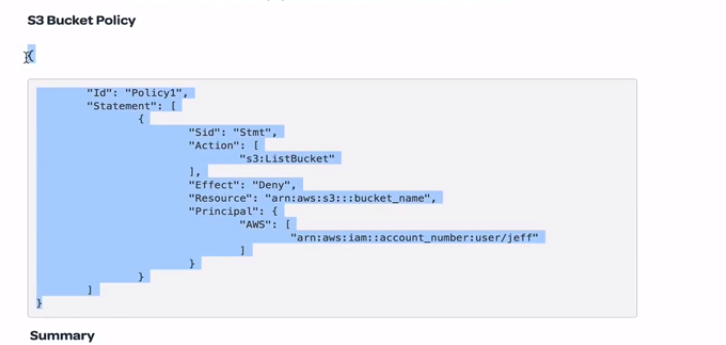 S3 Bucket Policy
{
"Id": "Policy1",
"Statement": [
{
"Sid": "Stmt",
"Action": [
"s3:ListBucket"
],
"Effect": "Deny",
"Resource": "arn:aws:s3:::bucket_name",
"Principal": {
"AWS": [
"arn:aws:iam::account_number:user/jeff"
]
}
}
]
}
Summary